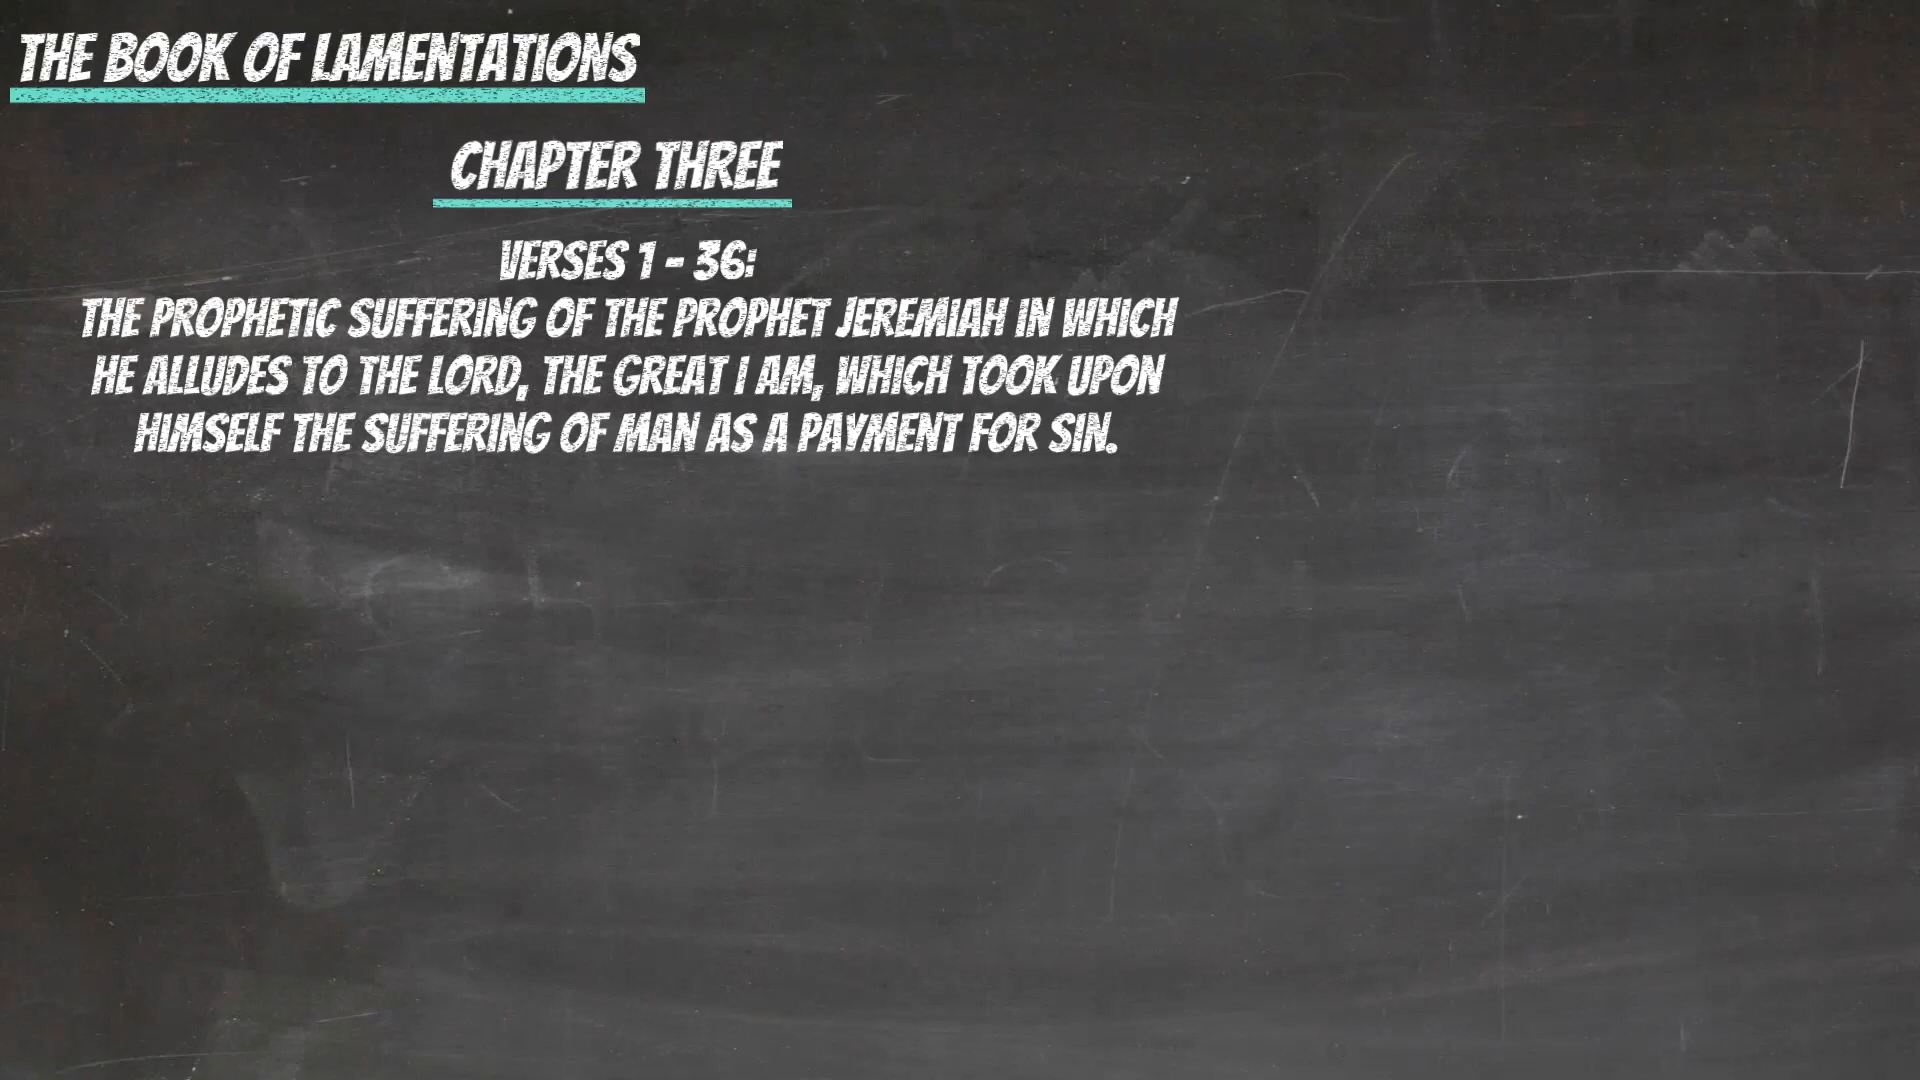 THE BOOK OF LAMENTATIONS
CHAPTER THREE
VERSES 1 - 36:
THE PROPHETIC SUFFERING OF THE PROPHET JEREMIAH IN WHICH
HE ALLUDES TO THE LORD, THE GREAT I AM, WHICH TOOK UPON
HIMSELF THE SUFFERING OF MAN AS A PAYMENT FOR SIN.